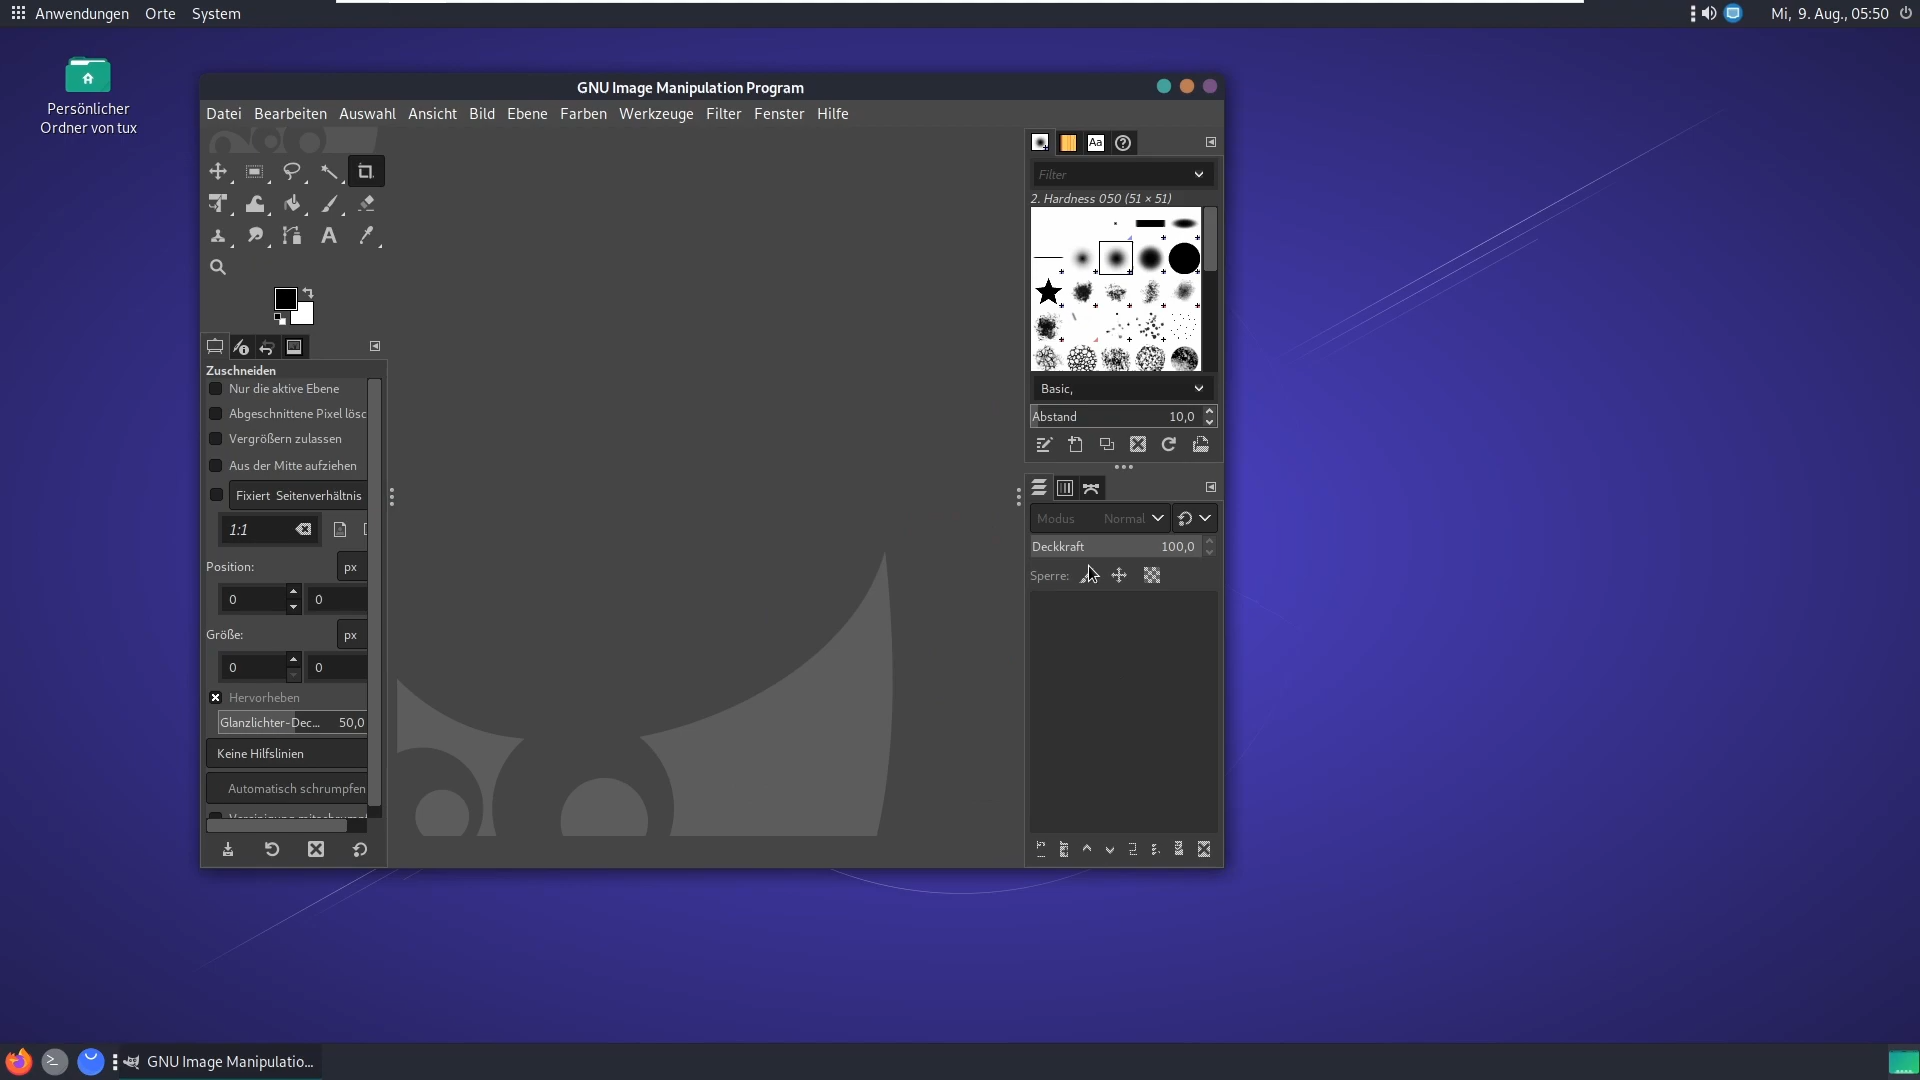 Anwendungen Orte System
Mi, 9. Aug., 05:50
Persönlicher
Ordner von tux
GNU Image Manipulation Program
Datei Bearbeiten Auswahl Ansicht Bild Ebene Farben Werkzeuge Filter Fenster Hilfe
Zuschneiden
Nur die aktive Ebene
Abgeschnittene Pixel lösc
Vergrößern zulassen
Aus der Mitte aufziehen
Fixiert Seitenverhältnis
1:1
Position:
px
0
0
Größe:
px
0
0
Hervorheben
Glanzlichter-Dec... 50,0
Keine Hilfslinien
Automatisch schrumpfen
Aa
Filter
2. Hardness 050 (51 × 51)
Basic,
Abstand 10,0
Modus Normal
Deckkraft 100,0
Sperre:
GNU Image Manipulatio...